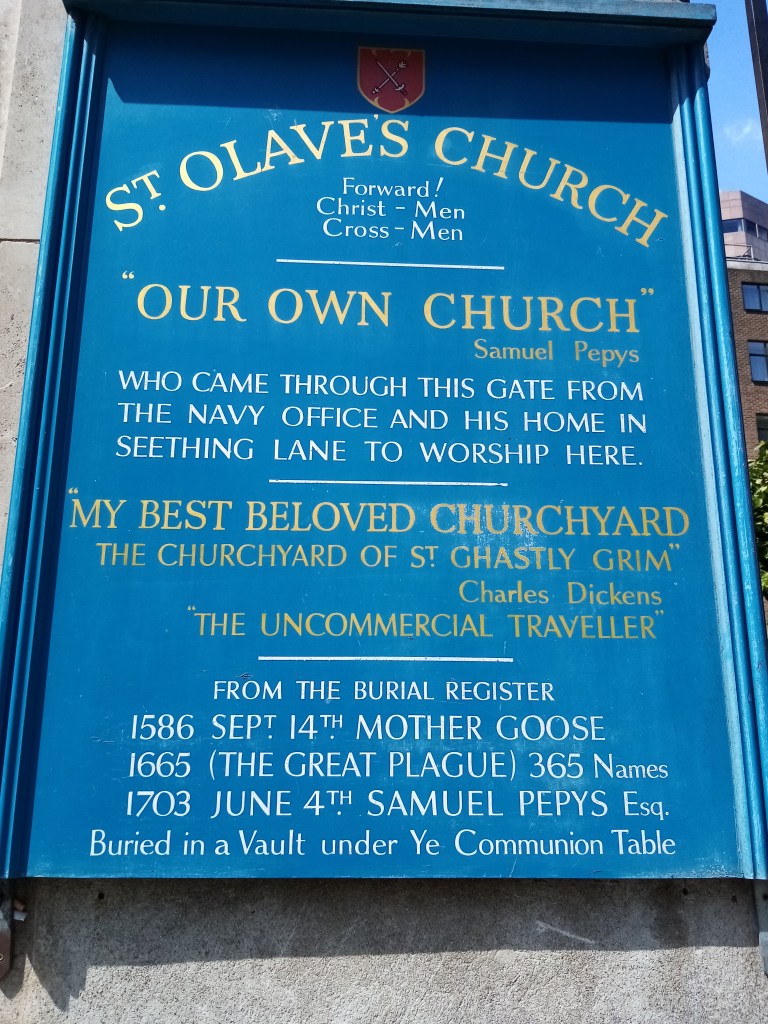 ST. OLAVE'S CHURCH
Forward!
Christ - Men
Cross - Men
"OUR OWN CHURCH"
Samuel Pepys
WHO CAME THROUGH THIS GATE FROM
THE NAVY OFFICE AND HIS HOME IN
SEETHING LANE TO WORSHIP HERE.
"MY BEST BELOVED CHURCHYARD
THE CHURCHYARD OF ST. GHASTLY GRIM"
Charles Dickens
"THE UNCOMMERCIAL TRAVELLER"
FROM THE BURIAL REGISTER
1586 SEPT. 14TH. MOTHER GOOSE
1665 (THE GREAT PLAGUE) 365 Names
1703 JUNE 4TH. SAMUEL PEPYS Esq.
Buried in a Vault under Ye Communion Table